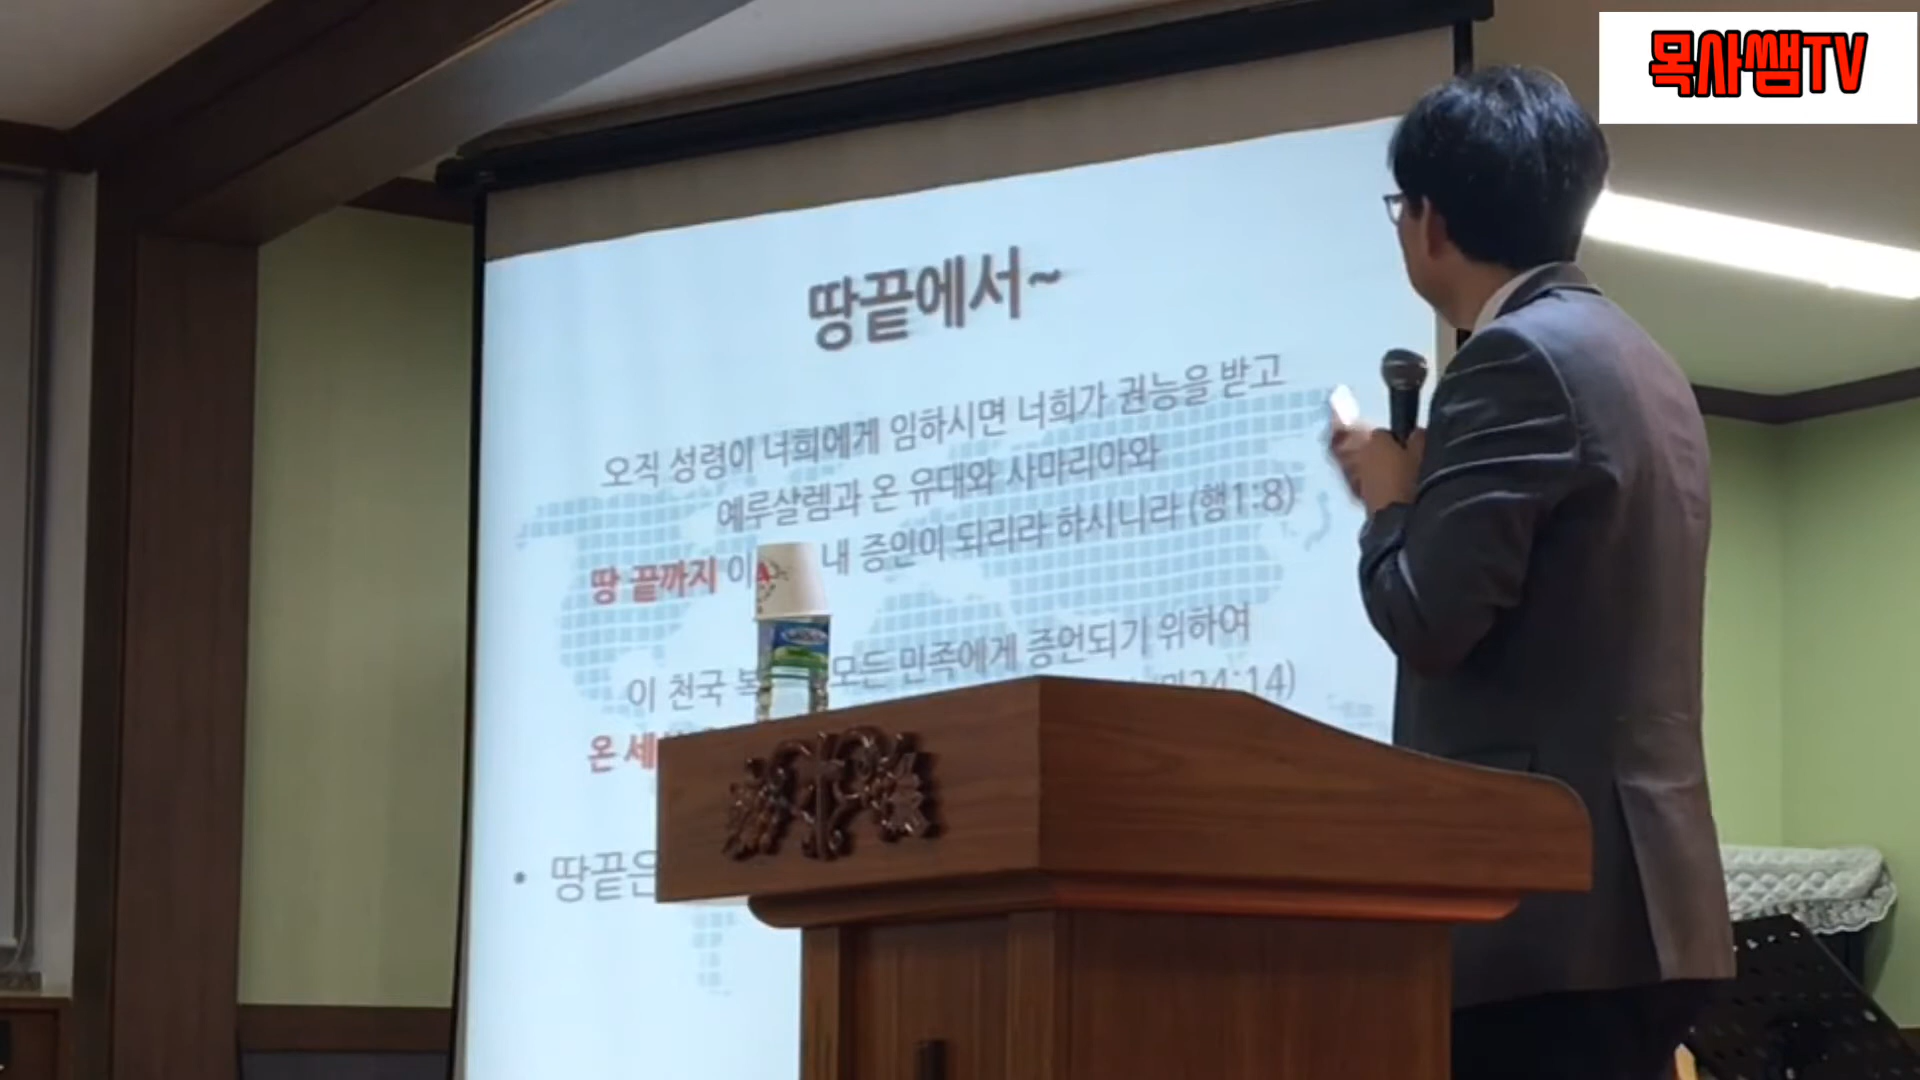 목사쌤TV
땅끝에서~
오직 성령이 너희에게 임하시면 너희가 권능을 받고
예루살렘과 온 유대와 사마리아와
땅 끝까지 내 증인이 되리라 하시니라 (행1:8)
이 천국 모든 민족에게 증언되기 위하여
온 24:14)
• 땅끝은